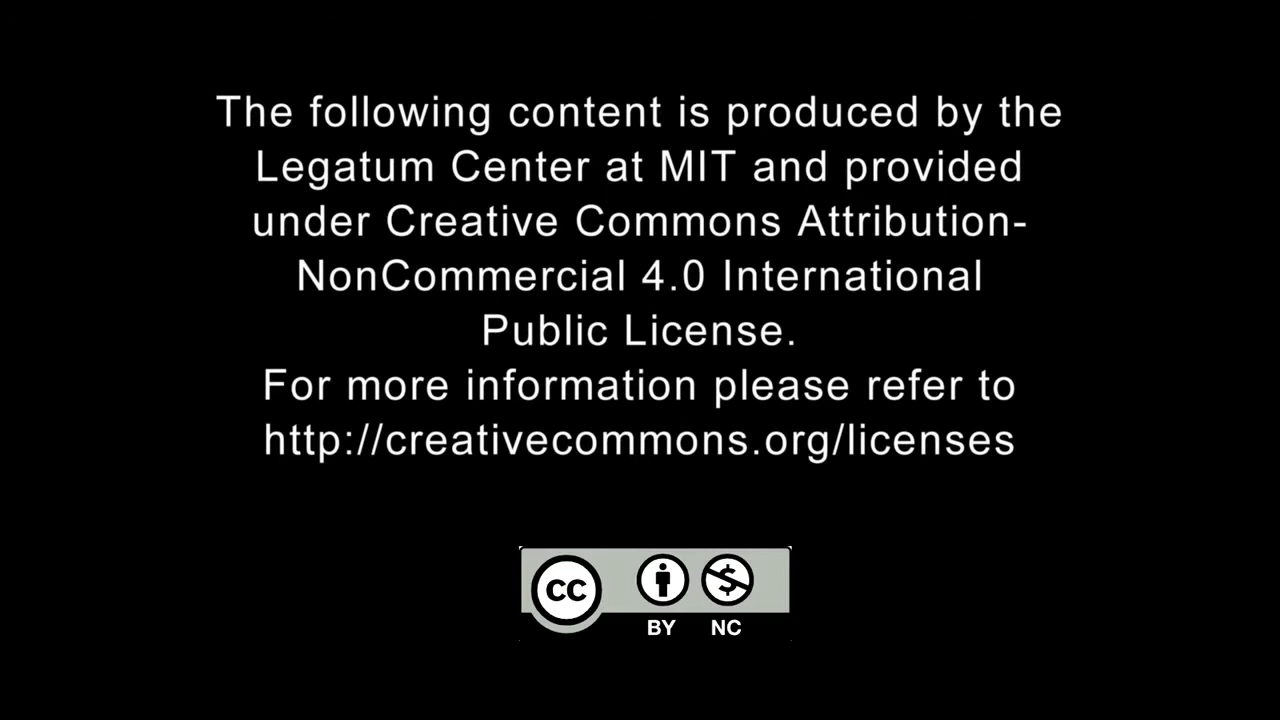 The following content is produced by the
Legatum Center at MIT and provided
under Creative Commons Attribution-
NonCommercial 4.0 International
Public License.
For more information please refer to
http://creativecommons.org/licenses
CC
BY NC